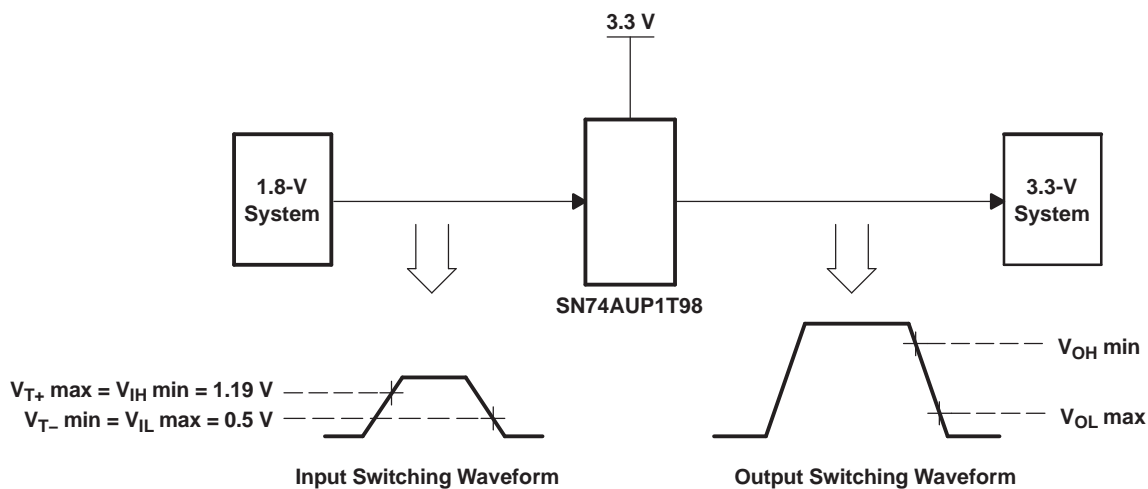 3.3 V
1.8-V
System
3.3-V
System
SN74AUP1T98
VT+ max = VIH min = 1.19 V
VT− min = VIL max = 0.5 V
VOH min
VOL max
Input Switching Waveform
Output Switching Waveform